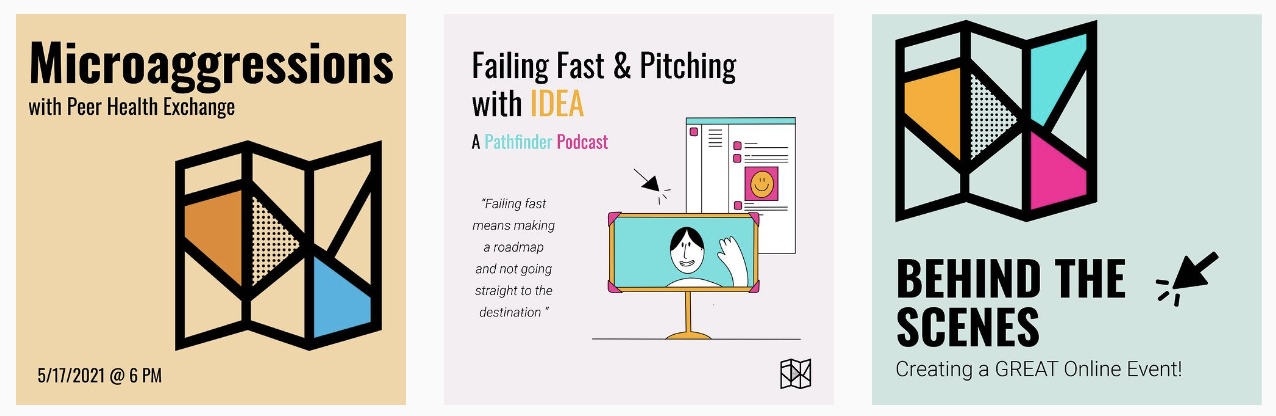 Microaggressions
with Peer Health Exchange
5/17/2021 @ 6 PM
Failing Fast & Pitching
with IDEA
A Pathfinder Podcast
“Failing fast
means making
a roadmap
and not going
straight to the
destination ”
BEHIND THE
SCENES
Creating a GREAT Online Event!